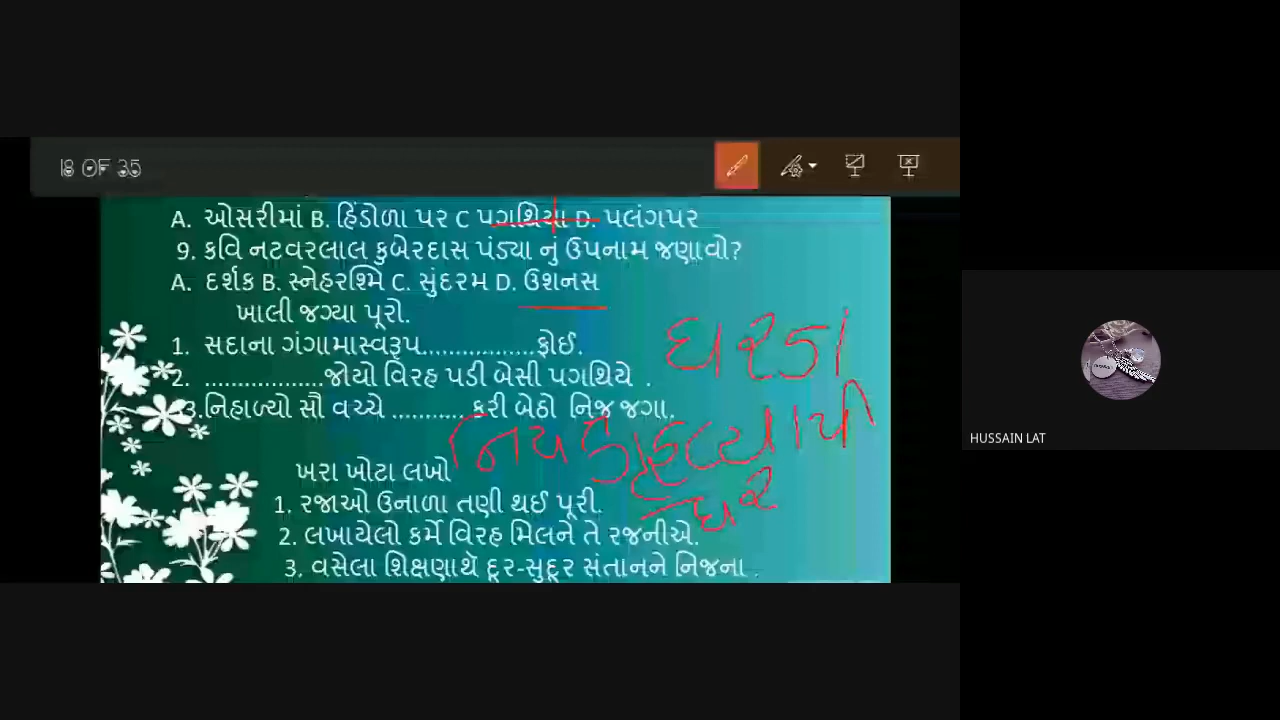 18 OF 35
A. ઓસરીમાં B. હિંડોળા પર C પગથિયા D. પલંગપર
9. કવિ નટવરલાલ કુબેરદાસ પંડ્યા નું ઉપનામ જણાવો?
A. દર્શક B. સ્નેહરશ્મિ C. સુંદરમ D. ઉશનસ
ખાલી જગ્યા પૂરો.
1. સદાના ગંગામાસ્વરૂપ.................ફોઈ.
ઘરડાં
2. ..................જોયો વિરહ પડી બેસી પગથિયે .
3.નિહાળ્યો સૌ વચ્ચે ........... કરી બેઠો નિજ જગા.
ઘર
ખરા ખોટા લખો
1. રજાઓ ઉનાળા તણી થઈ પૂરી.
2. લખાયેલો કર્મે વિરહ મિલને તે રજનીએ.
3. વસેલા શિક્ષણાર્થે દૂર-સુદૂર સંતાનને નિજના .
HUSSAIN LAT